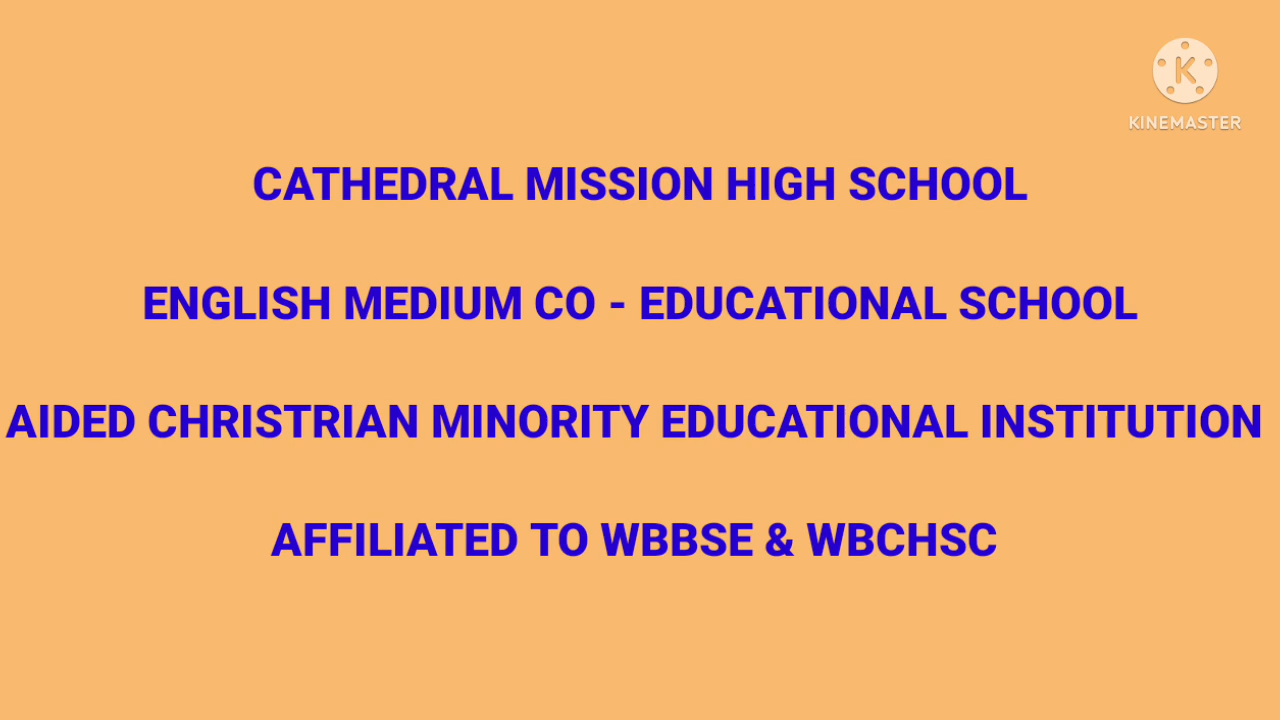 K
KINEMASTER
CATHEDRAL MISSION HIGH SCHOOL
ENGLISH MEDIUM CO - EDUCATIONAL SCHOOL
AIDED CHRISTRIAN MINORITY EDUCATIONAL INSTITUTION
AFFILIATED TO WBBSE & WBCHSC